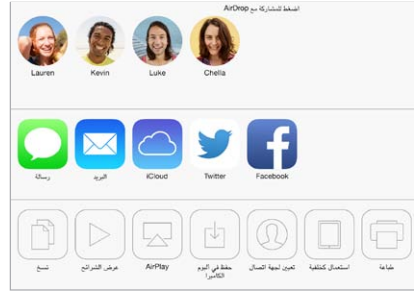 اضغط للمشاركة مع AirDrop
Chella
Luke
Kevin
Lauren
Facebook
Twitter
iCloud
البريد
رسالة
طباعة
استعمال كخلفية
تعيين لجهة اتصال
حفظ في ألبوم
الكاميرا
AirPlay
عرض الشرائح
نسخ